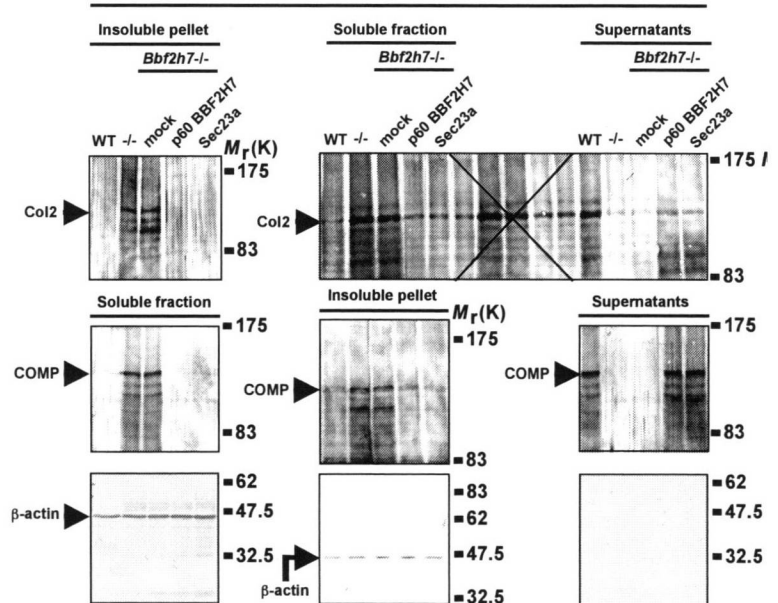 Insoluble pellet Soluble fraction Supernatants
Bbf2h7-/- Bbf2h7-/- Bbf2h7-/-
WT -/- mock p60 BBF2H7 Sec23a Mr(K) WT -/- mock p60 BBF2H7 Sec23a WT -/- mock p60 BBF2H7 Sec23a
175 175
Col2 Col2
83 83
Soluble fraction Insoluble pellet Mr(K) Supernatants
175 175 175
COMP COMP COMP
83 83 83
62 83 62
β-actin 47.5 62 47.5
32.5 47.5 32.5
β-actin 32.5